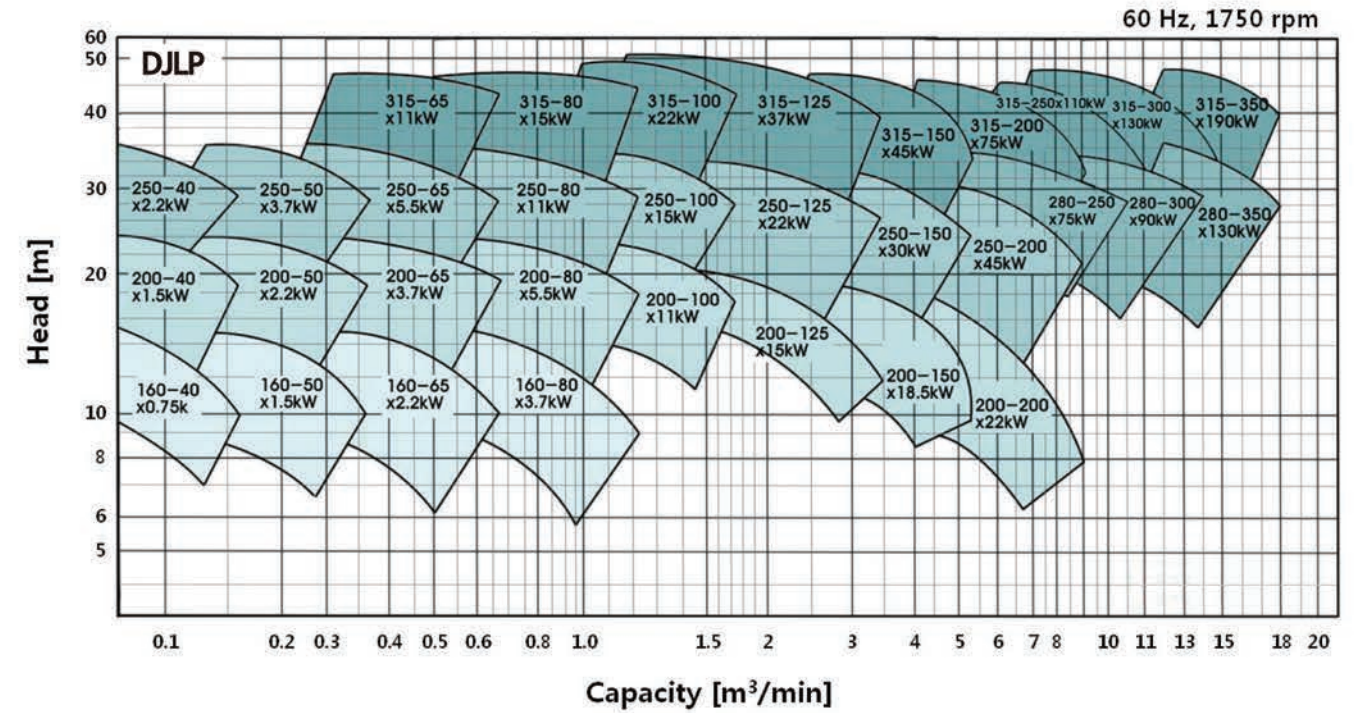 60 Hz, 1750 rpm
DJLP
Head [m]
60
50
40
30
20
10
8
6
5
315-65
x11kW
315-80
x15kW
315-100
x22kW
315-125
x37kW
315-150
x45kW
315-200
x75kW
315-250x110kW
315-300
x130kW
315-350
x190kW
250-40
x2.2kW
250-50
x3.7kW
250-65
x5.5kW
250-80
x11kW
250-100
x15kW
250-125
x22kW
250-150
x30kW
250-200
x45kW
280-250
x75kW
280-300
x90kW
280-350
x130kW
200-40
x1.5kW
200-50
x2.2kW
200-65
x3.7kW
200-80
x5.5kW
200-100
x11kW
200-125
x15kW
200-150
x18.5kW
200-200
x22kW
160-40
x0.75k
160-50
x1.5kW
160-65
x2.2kW
160-80
x3.7kW
0.1 0.2 0.3 0.4 0.5 0.6 0.8 1.0 1.5 2 3 4 5 6 7 8 10 11 13 15 18 20
Capacity [m³/min]